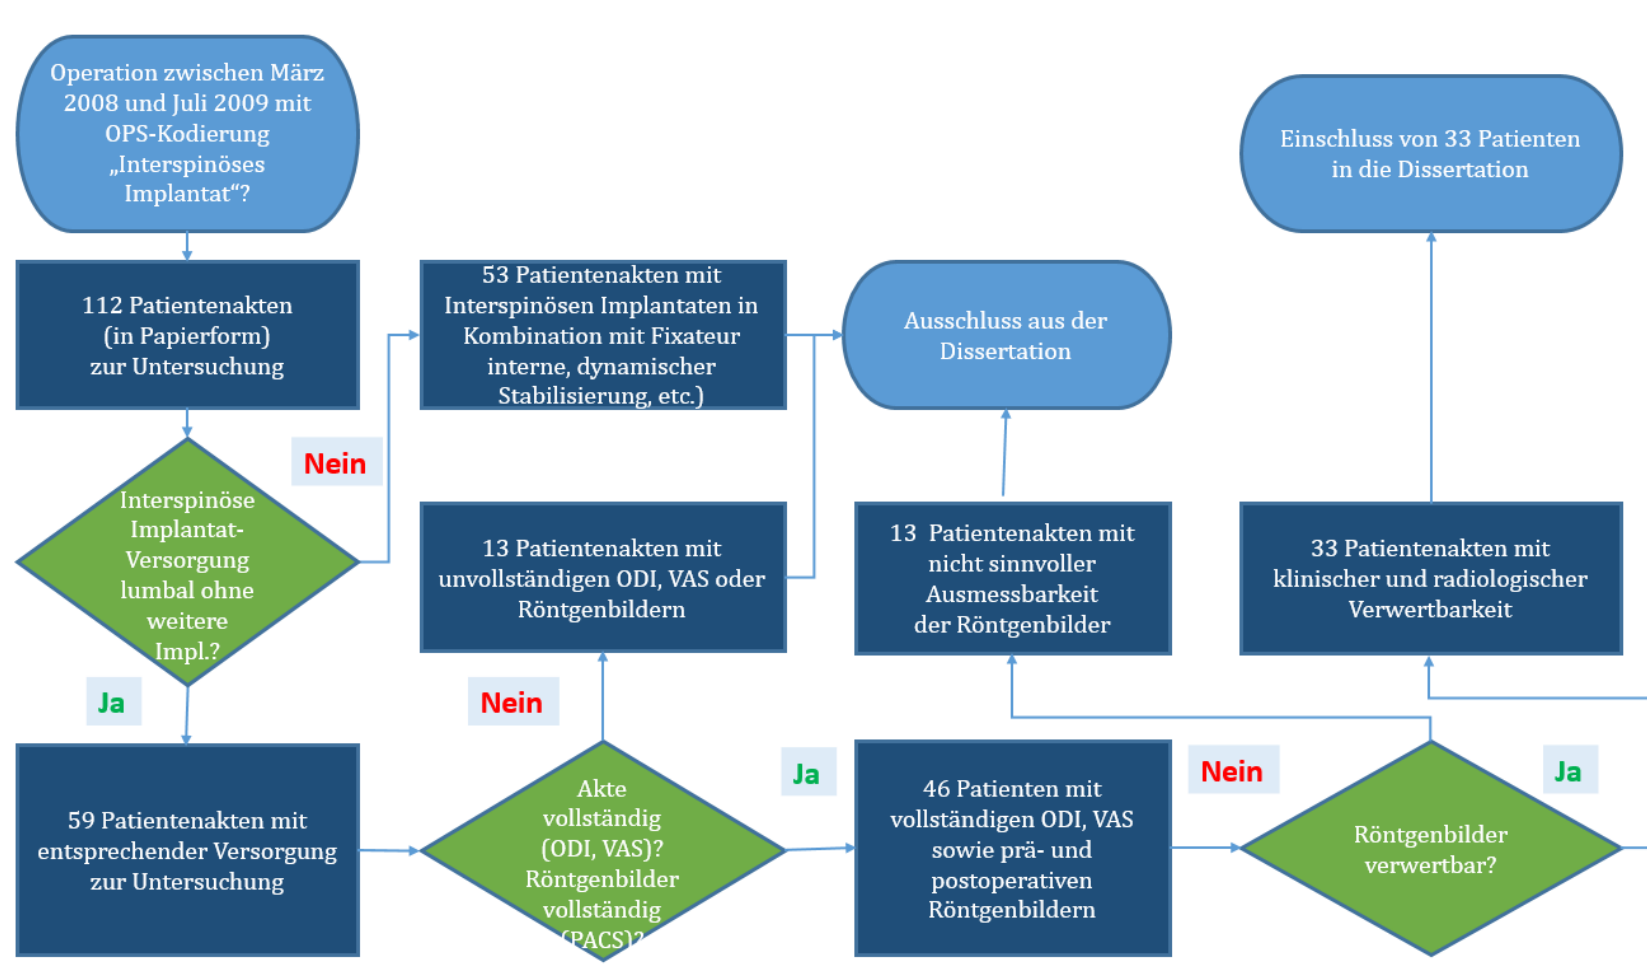 Operation zwischen März
2008 und Juli 2009 mit
OPS-Kodierung
„Interspinöses
Implantat“?
112 Patientenakten
(in Papierform)
zur Untersuchung
Interspinöse
Implantat-
Versorgung
lumbal ohne
weitere
Impl.?
Nein
53 Patientenakten mit
Interspinösen Implantaten in
Kombination mit Fixateur
interne, dynamischer
Stabilisierung, etc.)
Ausschluss aus der
Dissertation
Ja
59 Patientenakten mit
entsprechender Versorgung
zur Untersuchung
Akte
vollständig
(ODI, VAS)?
Röntgenbilder
vollständig
(PACS)?
Nein
13 Patientenakten mit
unvollständigen ODI, VAS oder
Röntgenbildern
Ja
46 Patienten mit
vollständigen ODI, VAS
sowie prä- und
postoperativen
Röntgenbildern
Röntgenbilder
verwertbar?
Nein
13  Patientenakten mit
nicht sinnvoller
Ausmessbarkeit
der Röntgenbilder
Ja
33 Patientenakten mit
klinischer und radiologischer
Verwertbarkeit
Einschluss von 33 Patienten
in die Dissertation